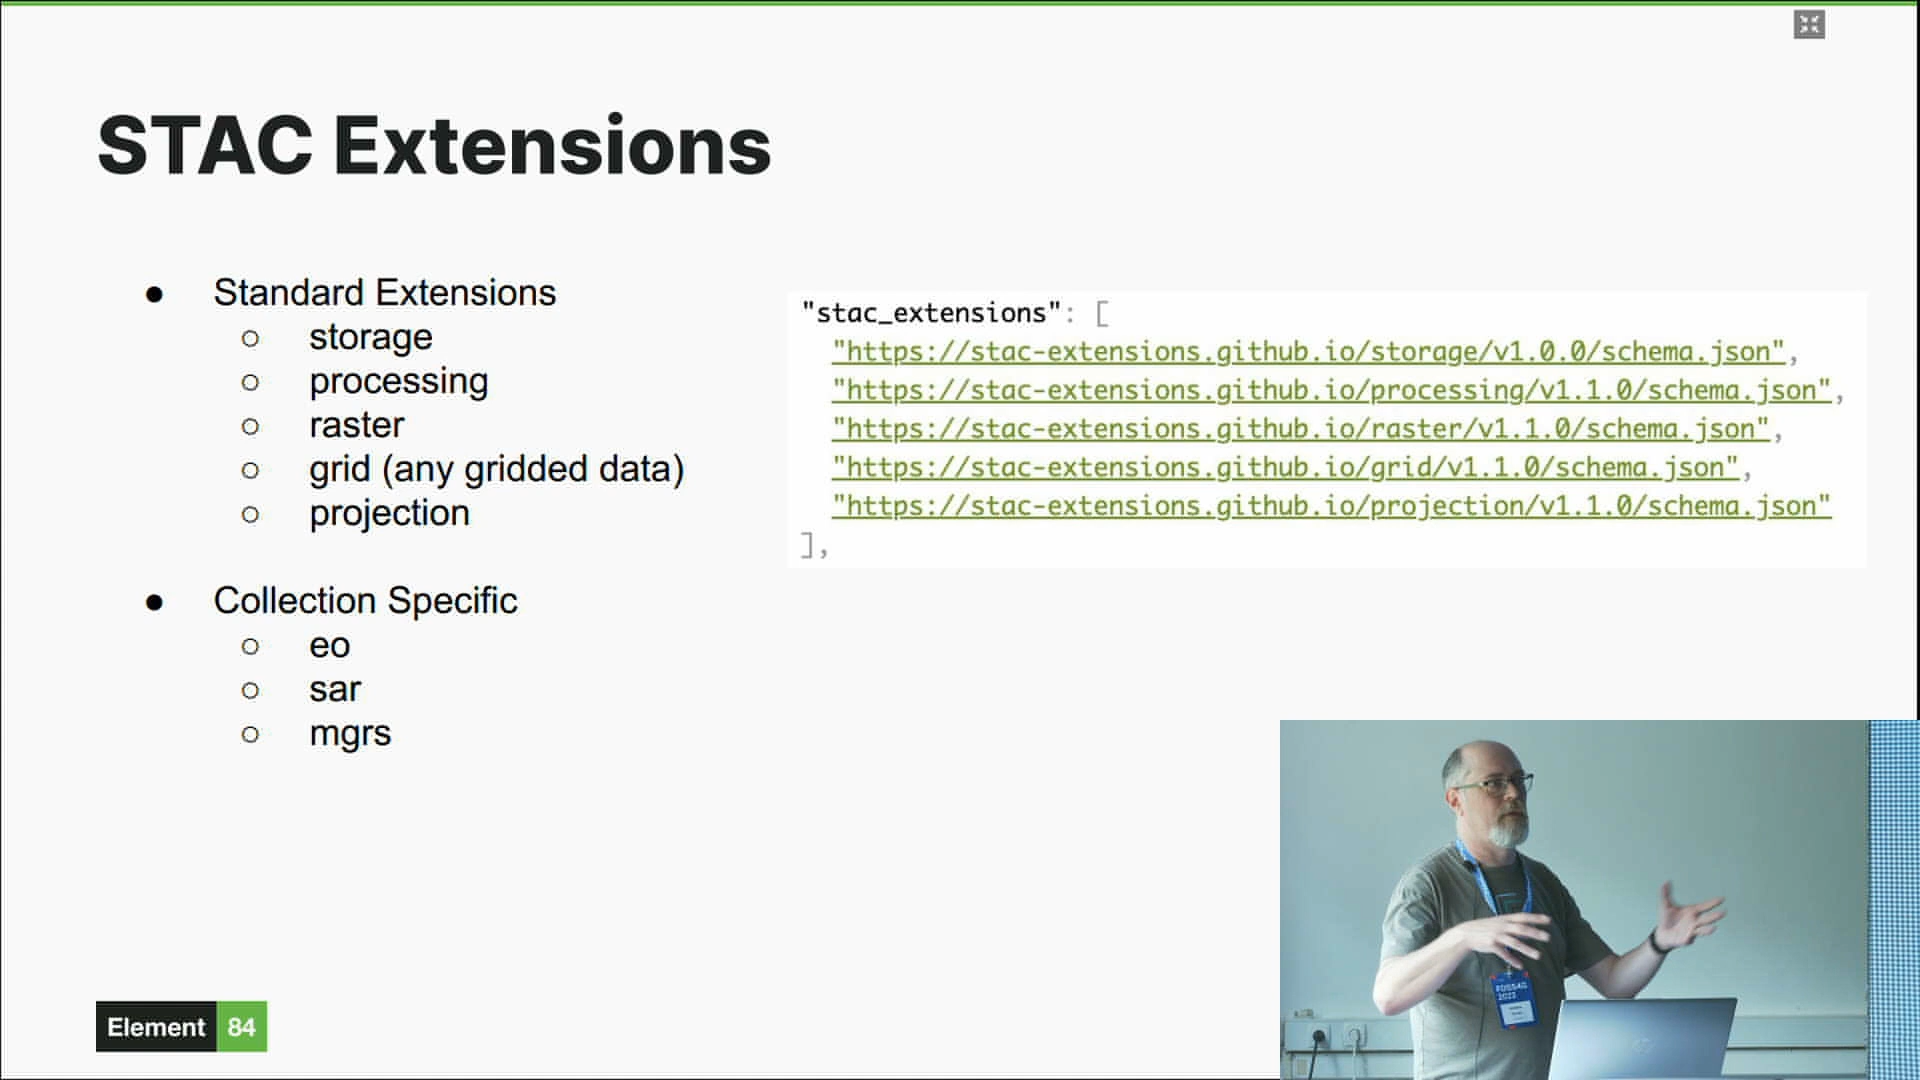 STAC Extensions
● Standard Extensions
○ storage
○ processing
○ raster
○ grid (any gridded data)
○ projection
● Collection Specific
○ eo
○ sar
○ mgrs
"stac_extensions": [
"https://stac-extensions.github.io/storage/v1.0.0/schema.json",
"https://stac-extensions.github.io/processing/v1.1.0/schema.json",
"https://stac-extensions.github.io/raster/v1.1.0/schema.json",
"https://stac-extensions.github.io/grid/v1.1.0/schema.json",
"https://stac-extensions.github.io/projection/v1.1.0/schema.json"
],
Element 84
FOSS4G